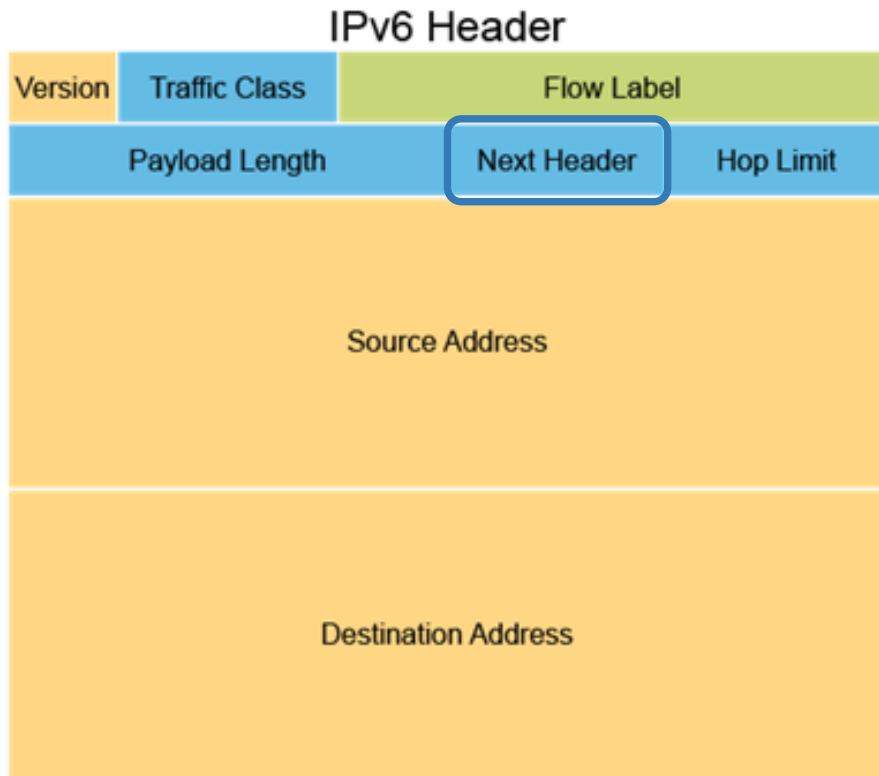 IPv6 Header
Version Traffic Class Flow Label
Payload Length Next Header Hop Limit
Source Address
Destination Address